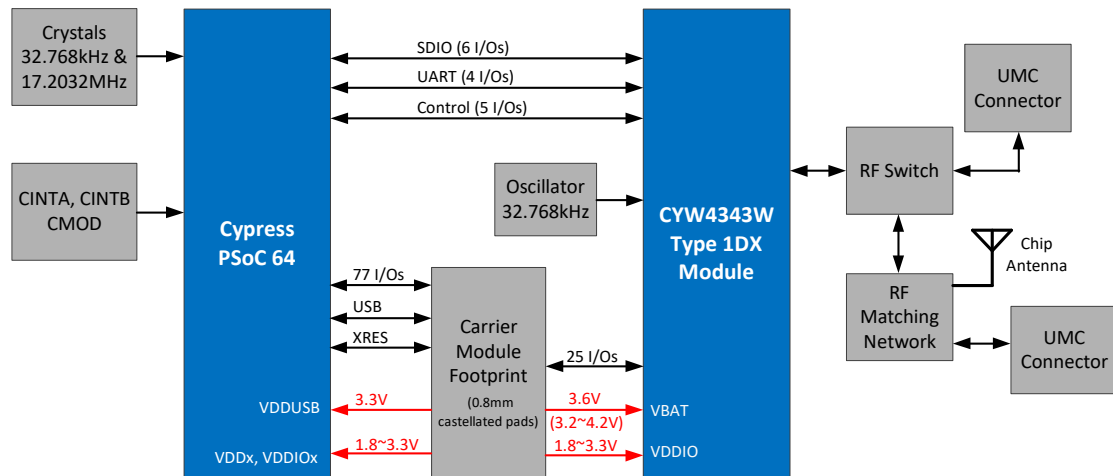 Crystals
32.768kHz &
17.2032MHz
CINTA, CINTB
CMOD
Cypress
PSoC 64
SDIO (6 I/Os)
UART (4 I/Os)
Control (5 I/Os)
Oscillator
32.768kHz
CYW4343W
Type 1DX
Module
RF Switch
UMC
Connector
Chip
Antenna
RF
Matching
Network
UMC
Connector
77 I/Os
USB
XRES
Carrier
Module
Footprint
(0.8mm
castellated pads)
25 I/Os
VDDUSB
3.3V
3.6V
(3.2~4.2V)
VBAT
VDDx, VDDIOx
1.8~3.3V
1.8~3.3V
VDDIO